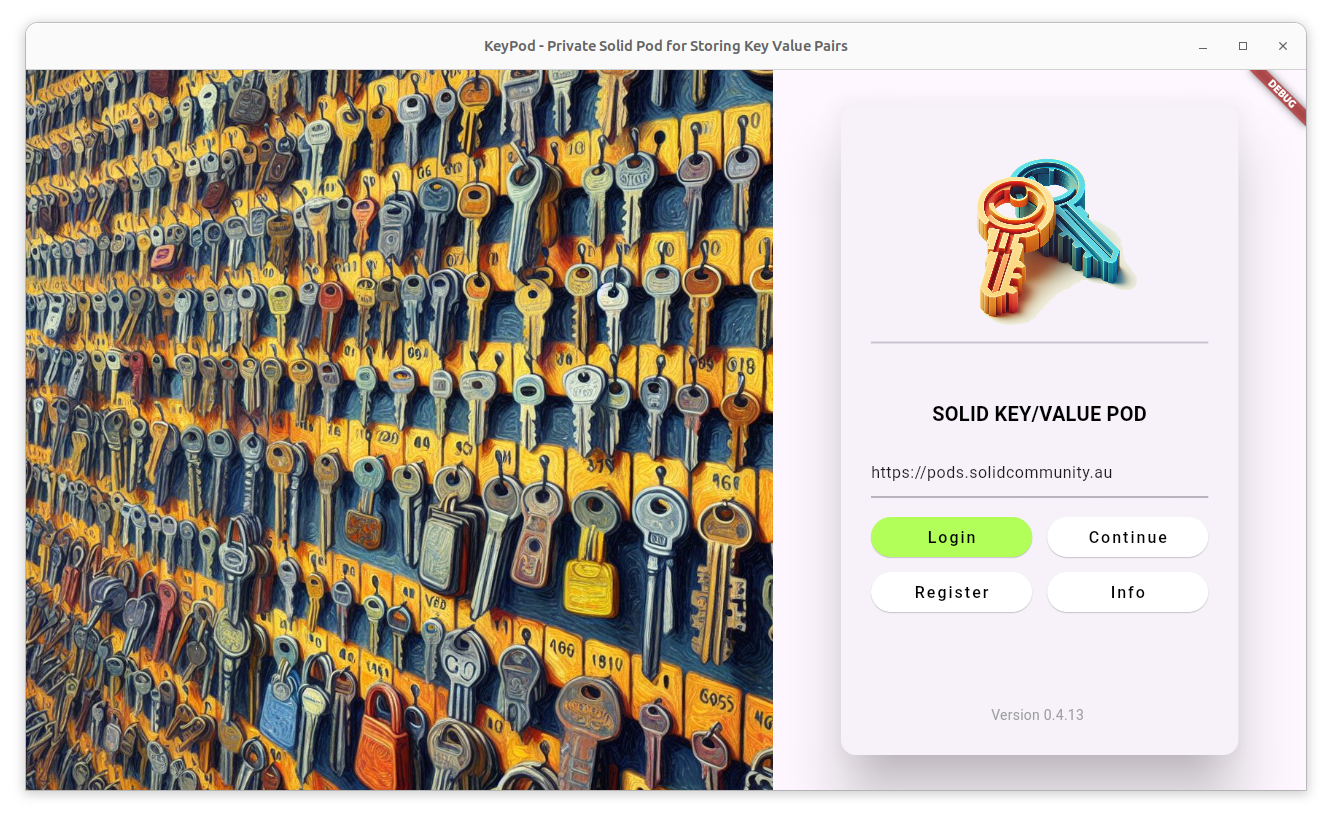 KeyPod - Private Solid Pod for Storing Key Value Pairs
DEBUG
SOLID KEY/VALUE POD
https://pods.solidcommunity.au
Login
Continue
Register
Info
Version 0.4.13